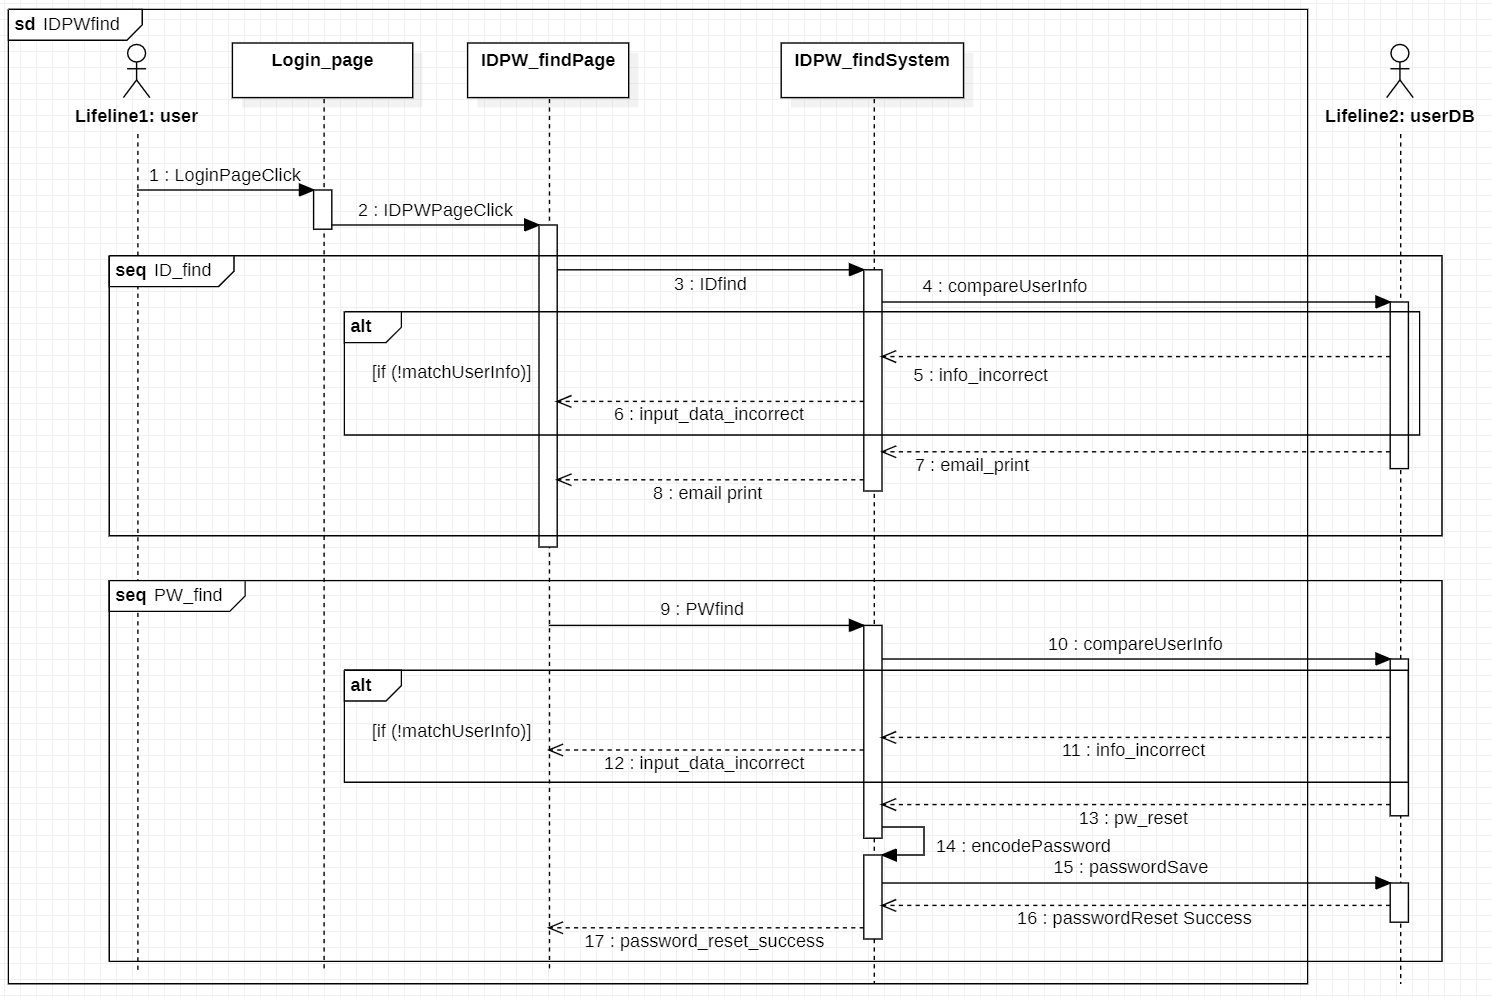 sd IDPWfind
Login_page
IDPW_findPage
IDPW_findSystem
Lifeline1: user
Lifeline2: userDB
1 : LoginPageClick
2 : IDPWPageClick
seq ID_find
3 : IDfind
4 : compareUserInfo
alt
[if (!matchUserInfo)]
5 : info_incorrect
6 : input_data_incorrect
7 : email_print
8 : email print
seq PW_find
9 : PWfind
10 : compareUserInfo
alt
[if (!matchUserInfo)]
11 : info_incorrect
12 : input_data_incorrect
13 : pw_reset
14 : encodePassword
15 : passwordSave
16 : passwordReset Success
17 : password_reset_success